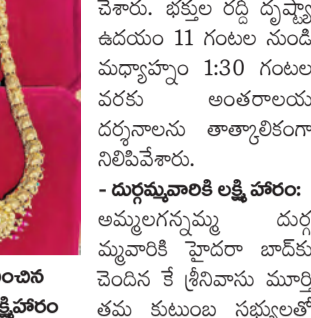 చేశారు. భక్తుల రద్దీ దృష్ట్యా
ఉదయం 11 గంటల నుండి
మధ్యాహ్నం 1:30 గంటల
వరకు అంతరాలయ
దర్శనాలను తాత్కాలికంగా
నిలిపివేశారు.
- దుర్గమ్మవారికి లక్ష్మి హారం:
అమ్మలగన్నమ్మ దుర్గ
మ్మవారికి హైదరా బాద్‌కు
చెందిన కే శ్రీనివాసు మూర్తి
తమ కుటుంబ సభ్యులతో
ంచిన
క్ష్మిహారం